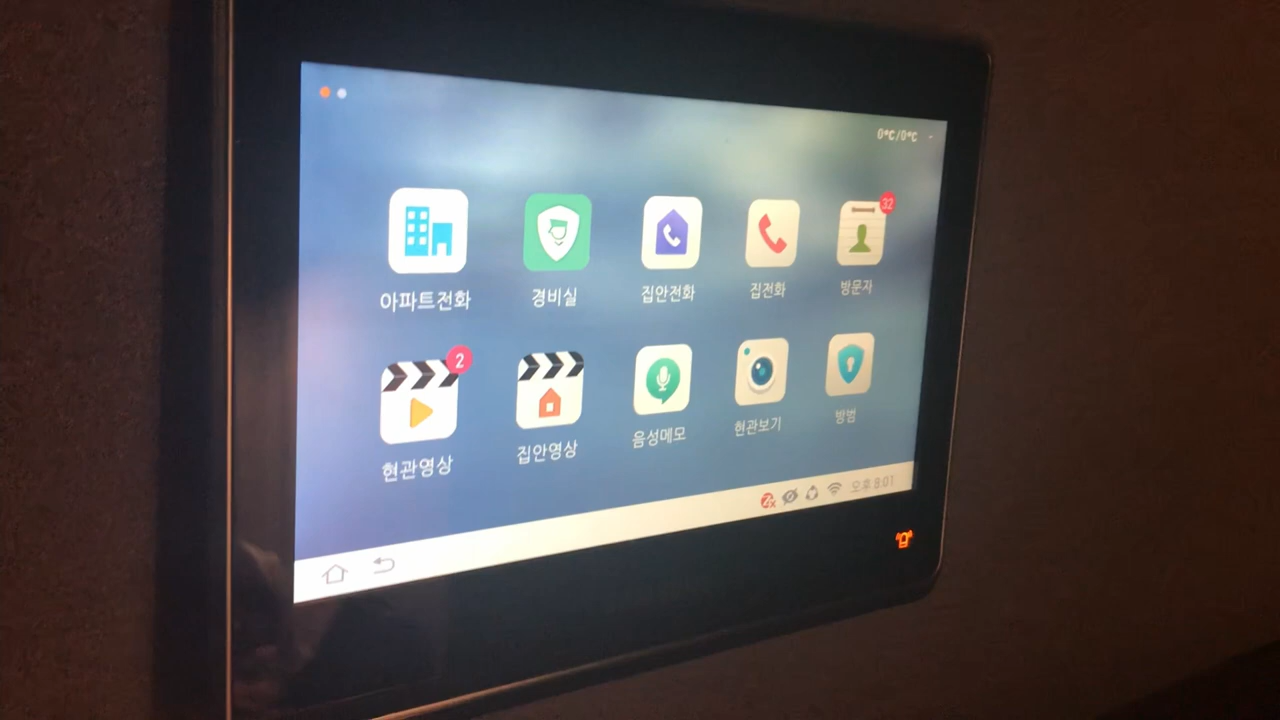 0°C/0°C -
32
아파트전화 경비실 집안전화 집전화 방문자
2
현관영상 집안영상 음성메모 현관보기 방범
오후 8:01